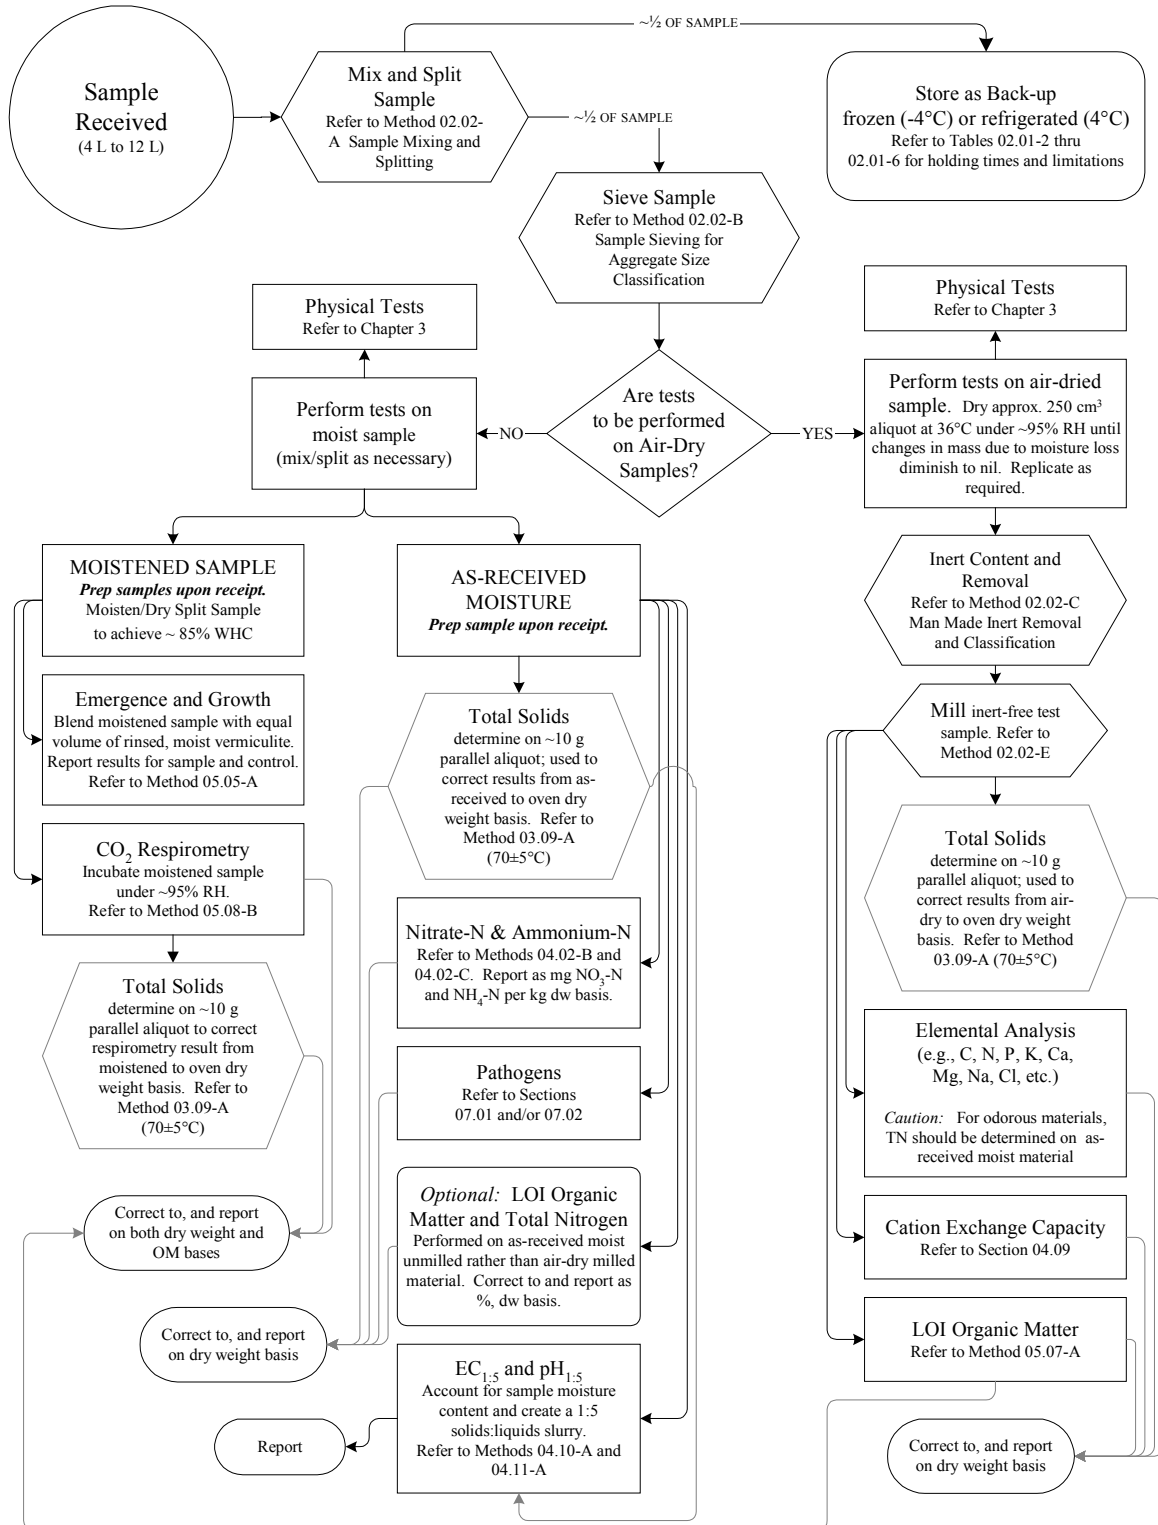 ~½ OF SAMPLE
Sample
Received
(4 L to 12 L)
Mix and Split
Sample
Refer to Method 02.02-
A Sample Mixing and
Splitting
~½ OF SAMPLE
Store as Back-up
frozen (-4°C) or refrigerated (4°C)
Refer to Tables 02.01-2 thru
02.01-6 for holding times and limitations
Sieve Sample
Refer to Method 02.02-B
Sample Sieving for
Aggregate Size
Classification
Physical Tests
Refer to Chapter 3
Physical Tests
Refer to Chapter 3
Perform tests on
moist sample
(mix/split as necessary)
NO
Are tests
to be performed
on Air-Dry
Samples?
YES
Perform tests on air-dried
sample. Dry approx. 250 cm³
aliquot at 36°C under ~95% RH until
changes in mass due to moisture loss
diminish to nil. Replicate as
required.
MOISTENED SAMPLE
Prep samples upon receipt.
Moisten/Dry Split Sample
to achieve ~ 85% WHC
AS-RECEIVED
MOISTURE
Prep sample upon receipt.
Inert Content and
Removal
Refer to Method 02.02-C
Man Made Inert Removal
and Classification
Emergence and Growth
Blend moistened sample with equal
volume of rinsed, moist vermiculite.
Report results for sample and control.
Refer to Method 05.05-A
Total Solids
determine on ~10 g
parallel aliquot; used to
correct results from as-
received to oven dry
weight basis. Refer to
Method 03.09-A
(70±5°C)
Mill inert-free test
sample. Refer to
Method 02.02-E
CO₂ Respirometry
Incubate moistened sample
under ~95% RH.
Refer to Method 05.08-B
Total Solids
determine on ~10 g
parallel aliquot; used to
correct results from air-
dry to oven dry weight
basis. Refer to Method
03.09-A (70±5°C)
Nitrate-N & Ammonium-N
Refer to Methods 04.02-B and
04.02-C. Report as mg NO₃-N
and NH₄-N per kg dw basis.
Total Solids
determine on ~10 g
parallel aliquot to correct
respirometry result from
moistened to oven dry
weight basis. Refer to
Method 03.09-A
(70±5°C)
Elemental Analysis
(e.g., C, N, P, K, Ca,
Mg, Na, Cl, etc.)
Caution: For odorous materials,
TN should be determined on as-
received moist material
Pathogens
Refer to Sections
07.01 and/or 07.02
Correct to, and report
on both dry weight and
OM bases
Optional: LOI Organic
Matter and Total Nitrogen
Performed on as-received moist
unmilled rather than air-dry milled
material. Correct to and report as
%, dw basis.
Cation Exchange Capacity
Refer to Section 04.09
Correct to, and report
on dry weight basis
LOI Organic Matter
Refer to Method 05.07-A
EC₁:₅ and pH₁:₅
Account for sample moisture
content and create a 1:5
solids:liquids slurry.
Refer to Methods 04.10-A and
04.11-A
Report
Correct to, and report
on dry weight basis